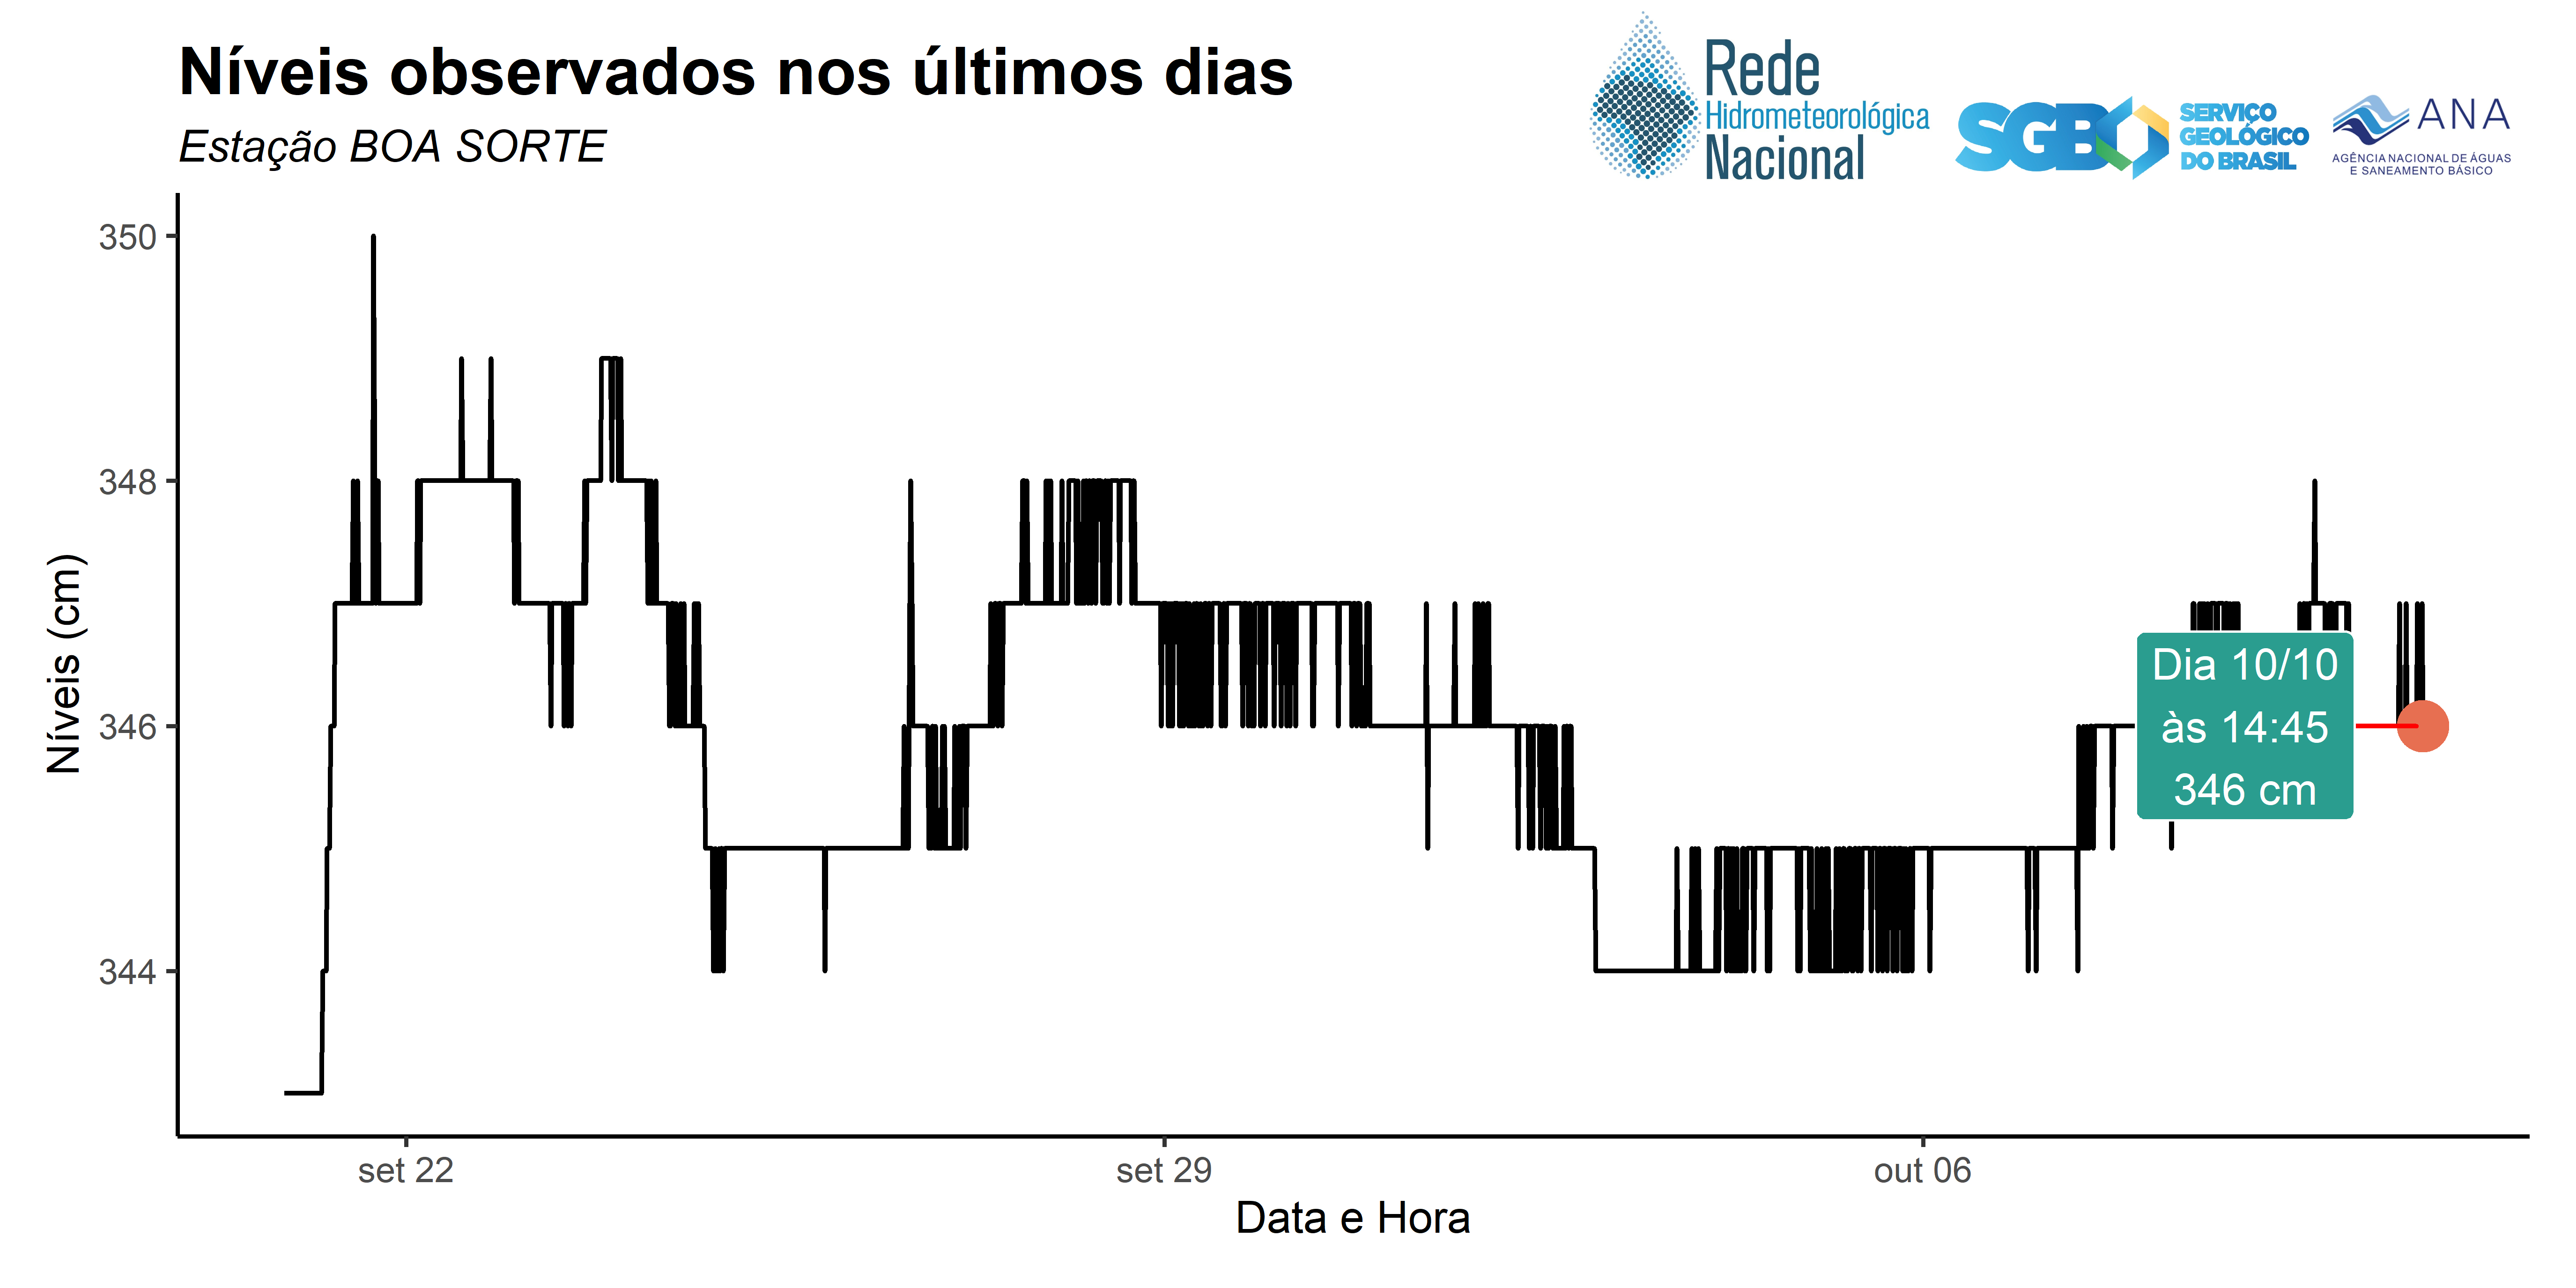 Níveis observados nos últimos dias
Estação BOA SORTE
Rede
Hidrometeorológica
Nacional
SGB
SERVIÇO
GEOLÓGICO
DO BRASIL
ANA
AGÊNCIA NACIONAL DE ÁGUAS
E SANEAMENTO BÁSICO
Níveis (cm)
350
348
346
344
Dia 10/10
às 14:45
346 cm
set 22
set 29
out 06
Data e Hora